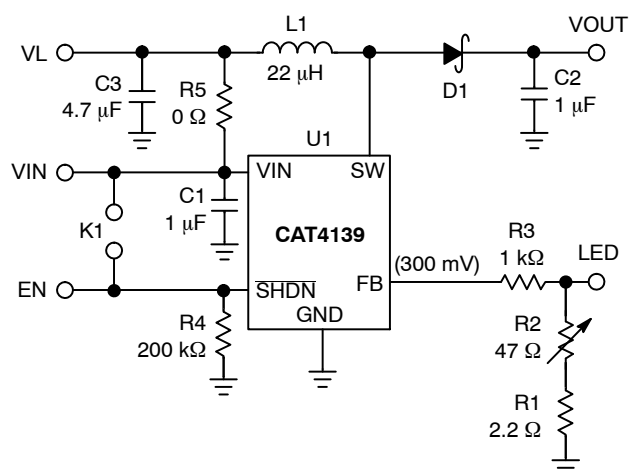 L1
VOUT
VL
22 μH
C3
4.7 μF
R5
0 Ω
D1
C2
1 μF
U1
VIN
VIN
SW
C1
1 μF
K1
CAT4139
R3
1 kΩ
LED
(300 mV)
EN
SHDN
FB
GND
R4
200 kΩ
R2
47 Ω
R1
2.2 Ω